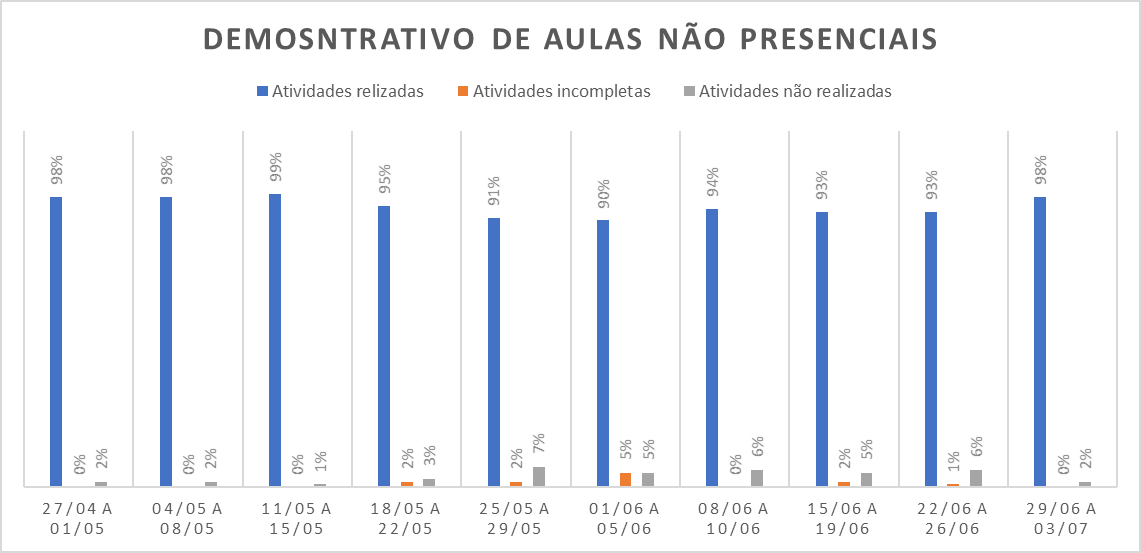 DEMOSNTRATIVO DE AULAS NÃO PRESENCIAIS
Atividades relizadas Atividades incompletas Atividades não realizadas
98% 98% 99% 95% 91% 90% 94% 93% 93% 98%
0% 2% 0% 2% 0% 1% 2% 3% 2% 7% 5% 5% 0% 6% 2% 5% 1% 6% 0% 2%
27/04 A 04/05 A 11/05 A 18/05 A 25/05 A 01/06 A 08/06 A 15/06 A 22/06 A 29/06 A
01/05 08/05 15/05 22/05 29/05 05/06 10/06 19/06 26/06 03/07